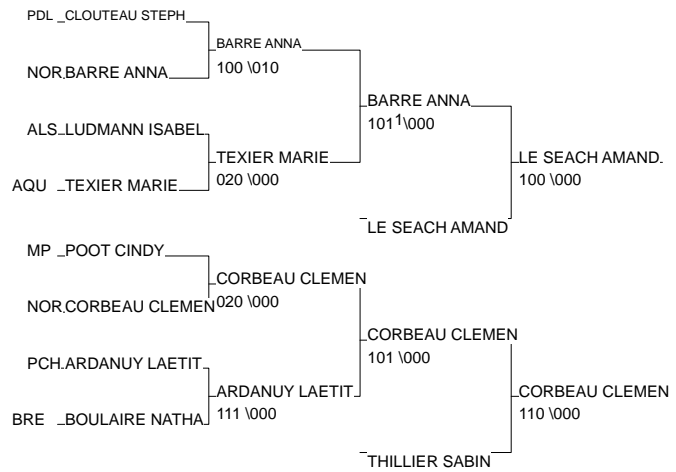 PDL CLOUTEAU STEPH
BARRE ANNA
100 \010
NOR BARRE ANNA
BARRE ANNA
101¹\000
ALS LUDMANN ISABEL
TEXIER MARIE
020 \000
LE SEACH AMAND
100 \000
AQU TEXIER MARIE
LE SEACH AMAND
MP POOT CINDY
CORBEAU CLEMEN
020 \000
NOR CORBEAU CLEMEN
CORBEAU CLEMEN
101 \000
PCH ARDANUY LAETIT
ARDANUY LAETIT
111 \000
CORBEAU CLEMEN
110 \000
BRE BOULAIRE NATHA
THILLIER SABIN